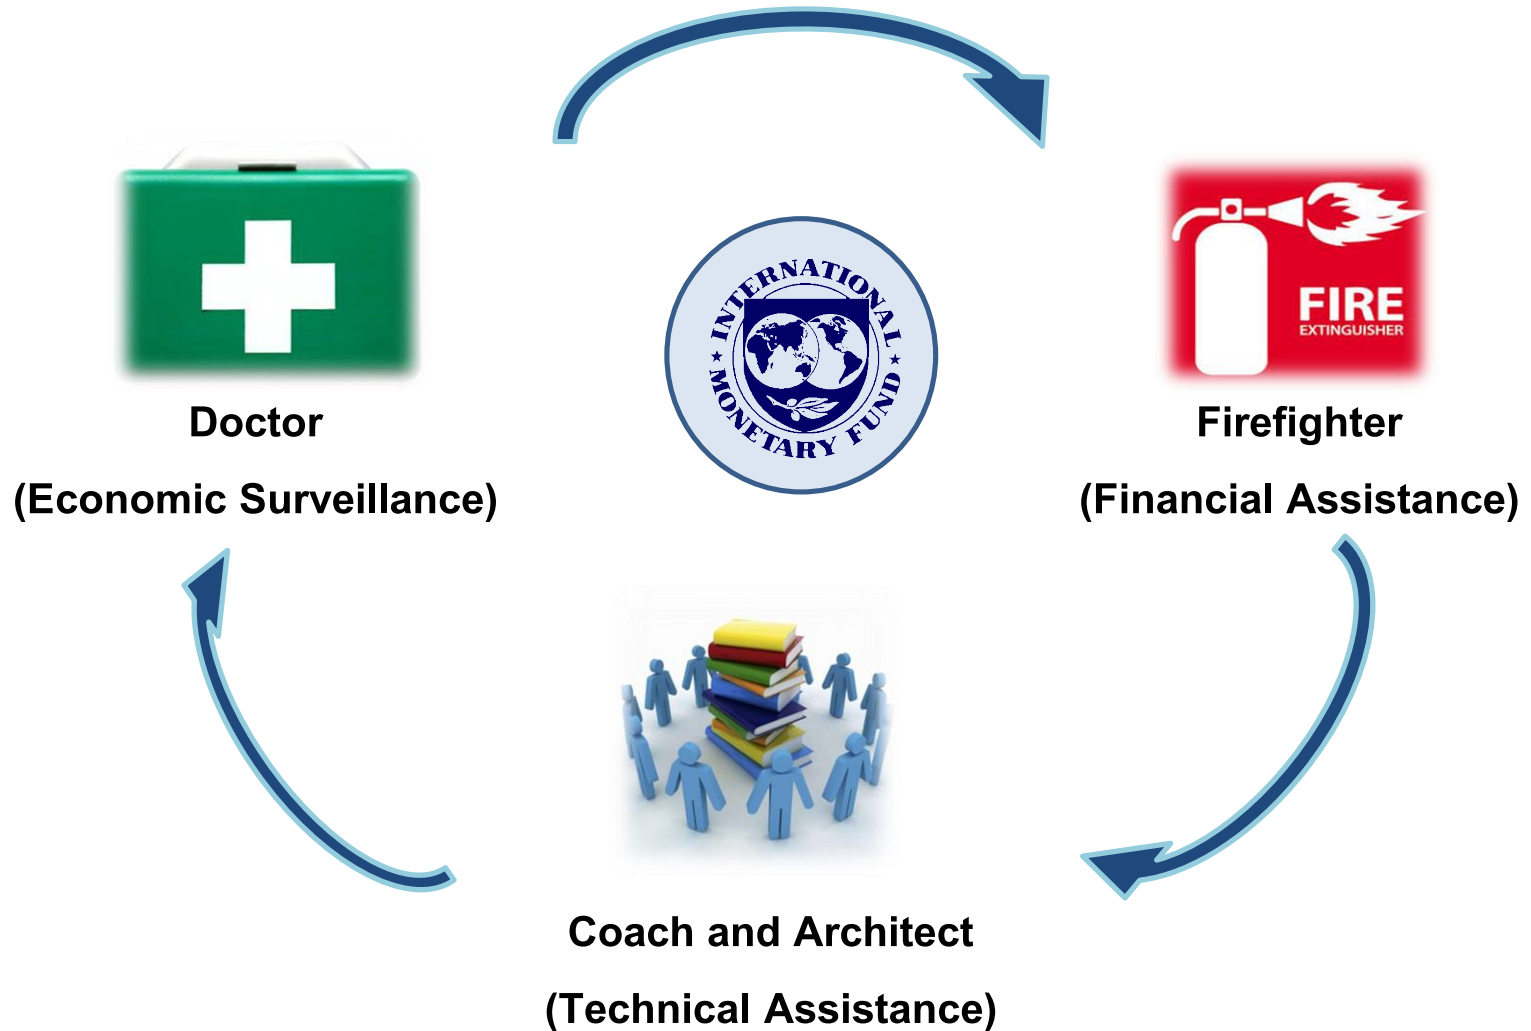 INTERNATIONAL
MONETARY FUND
FIRE
EXTINGUISHER
Doctor
(Economic Surveillance)
Firefighter
(Financial Assistance)
Coach and Architect
(Technical Assistance)